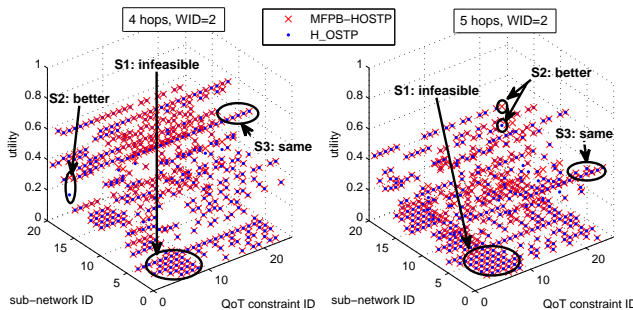 4 hops, WID=2
MFPB-HOSTP
H_OSTP
5 hops, WID=2
S1: infeasible
S2: better
S3: same
utility
1
0.8
0.6
0.4
0.2
0
20
15
10
5
0
0
10
20
sub-network ID
QoT constraint ID
S2: better
S1: infeasible
S3: same
utility
1
0.8
0.6
0.4
0.2
0
20
15
10
5
0
0
10
20
sub-network ID
QoT constraint ID